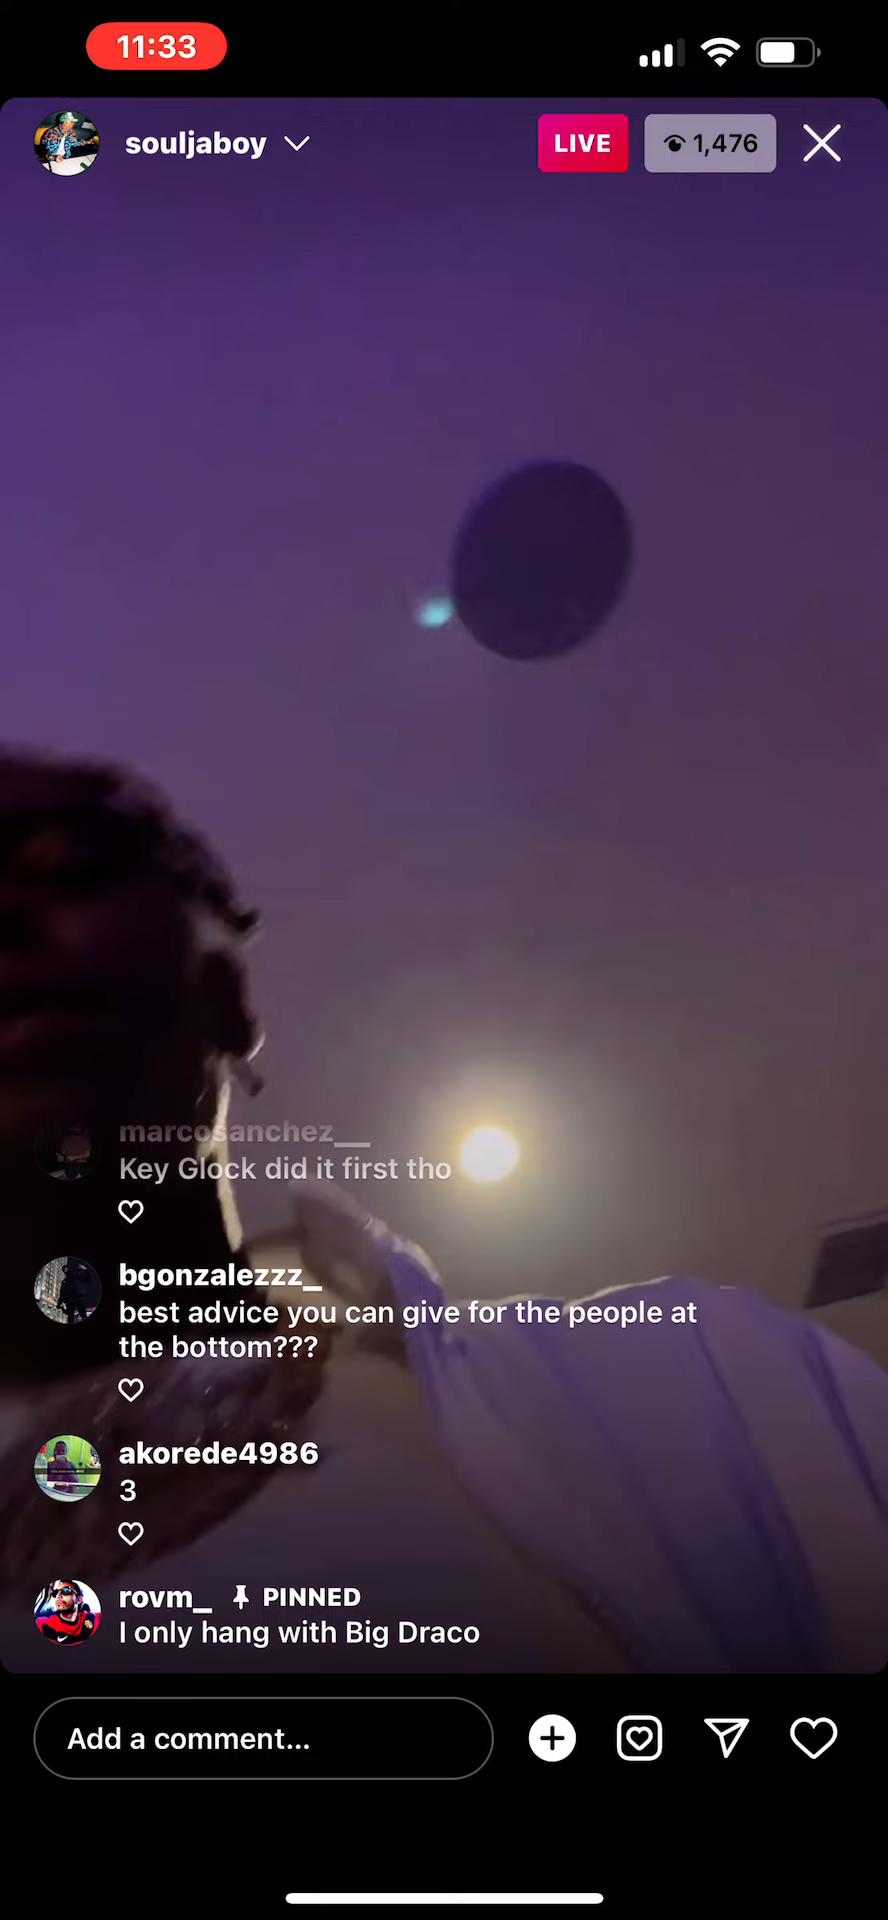 11:33
souljaboy
LIVE
1,476
marcosanchez__
Key Glock did it first tho
bgonzalezzz_
best advice you can give for the people at
the bottom???
akorede4986
3
rovm_ PINNED
I only hang with Big Draco
Add a comment...